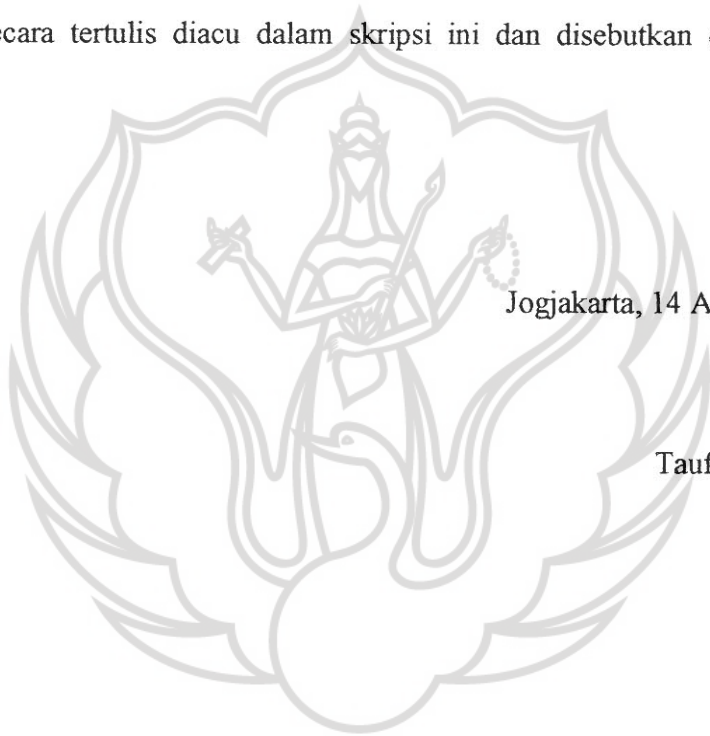 ecara tertulis diacu dalam skripsi ini dan disebutkan
Jogjakarta, 14 A
Tauf